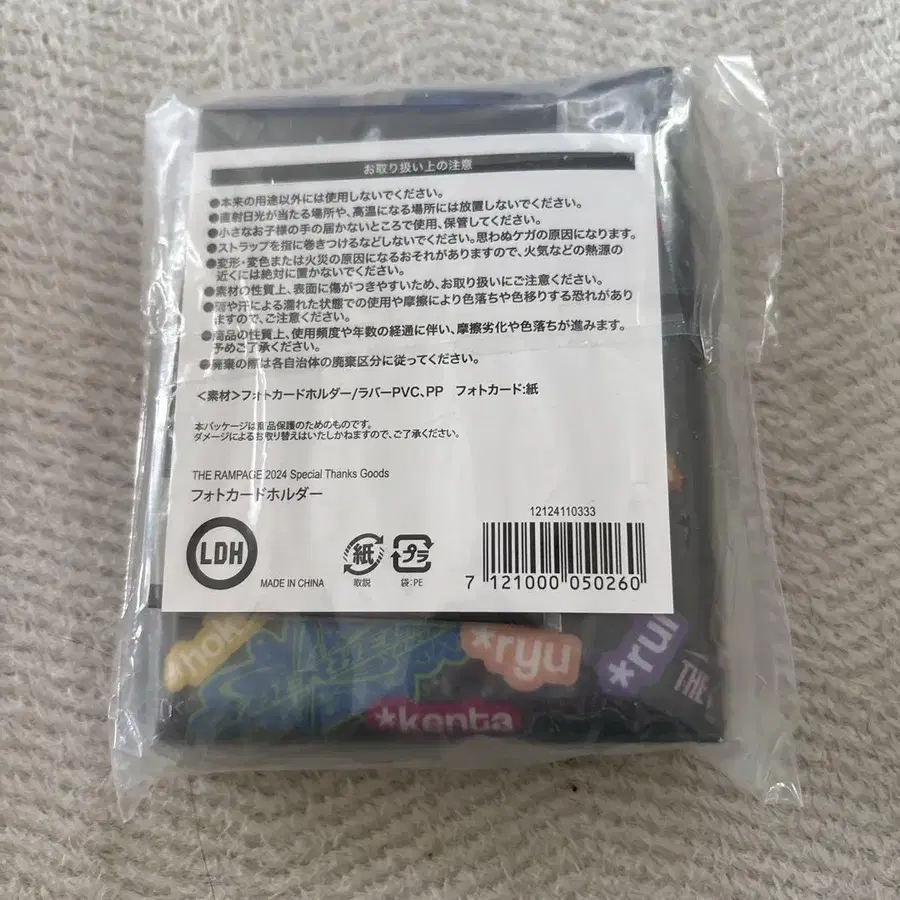 お取り扱い上の注意
●本来の用途以外には使用しないでください。
●直射日光が当たる場所や、高温になる場所には放置しないでください。
●小さなお子様の手の届かないところで使用、保管してください。
●ストラップを指に巻きつけるなどしないでください。思わぬケガの原因になります。
●変形・変色または火災の原因になるおそれがありますので、火気などの熱源の
近くには絶対に置かないでください。
●素材の性質上、表面に傷がつきやすいため、お取り扱いにご注意ください。
●雨や汗による濡れた状態での使用や摩擦により色落ちや色移りする恐れがあり
ますので、ご注意ください。
●商品の性質上、使用頻度や年数の経過に伴い、摩擦劣化や色落ちが進みます。
予めご了承ください。
●廃棄の際は各自治体の廃棄区分に従ってください。
<素材>フォトカードホルダー/ラバーPVC、PP フォトカード:紙
本パッケージは商品保護のためのものです。
ダメージによるお取り替えはいたしかねますので、ご了承ください。
THE RAMPAGE 2024 Special Thanks Goods
フォトカードホルダー
LDH
MADE IN CHINA
紙
取説
プラ
袋:PE
12124110333
7 121000 050260
*hok
*ryu
*rui
THE
*kenta